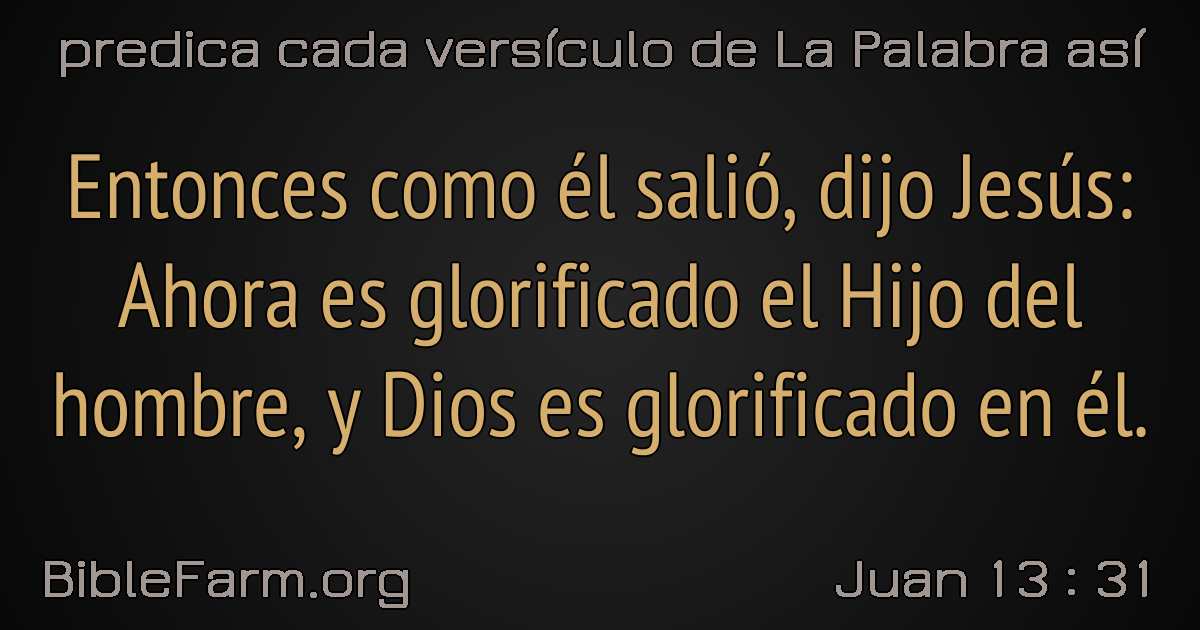 predica cada versículo de La Palabra así
Entonces como él salió, dijo Jesús:
Ahora es glorificado el Hijo del
hombre, y Dios es glorificado en él.
BibleFarm.org
Juan 13 : 31